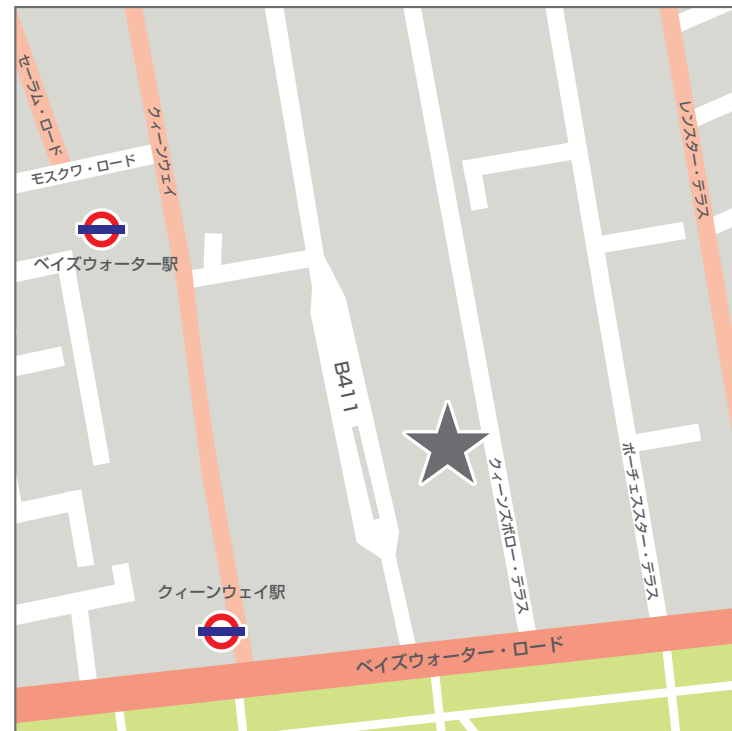 セーラム・ロード
クィーンウェイ
レンスター・テラス
モスクワ・ロード
ベイズウォーター駅
B411
クィーンズボロー・テラス
ポーチェススター・テラス
クィーンウェイ駅
ベイズウォーター・ロード